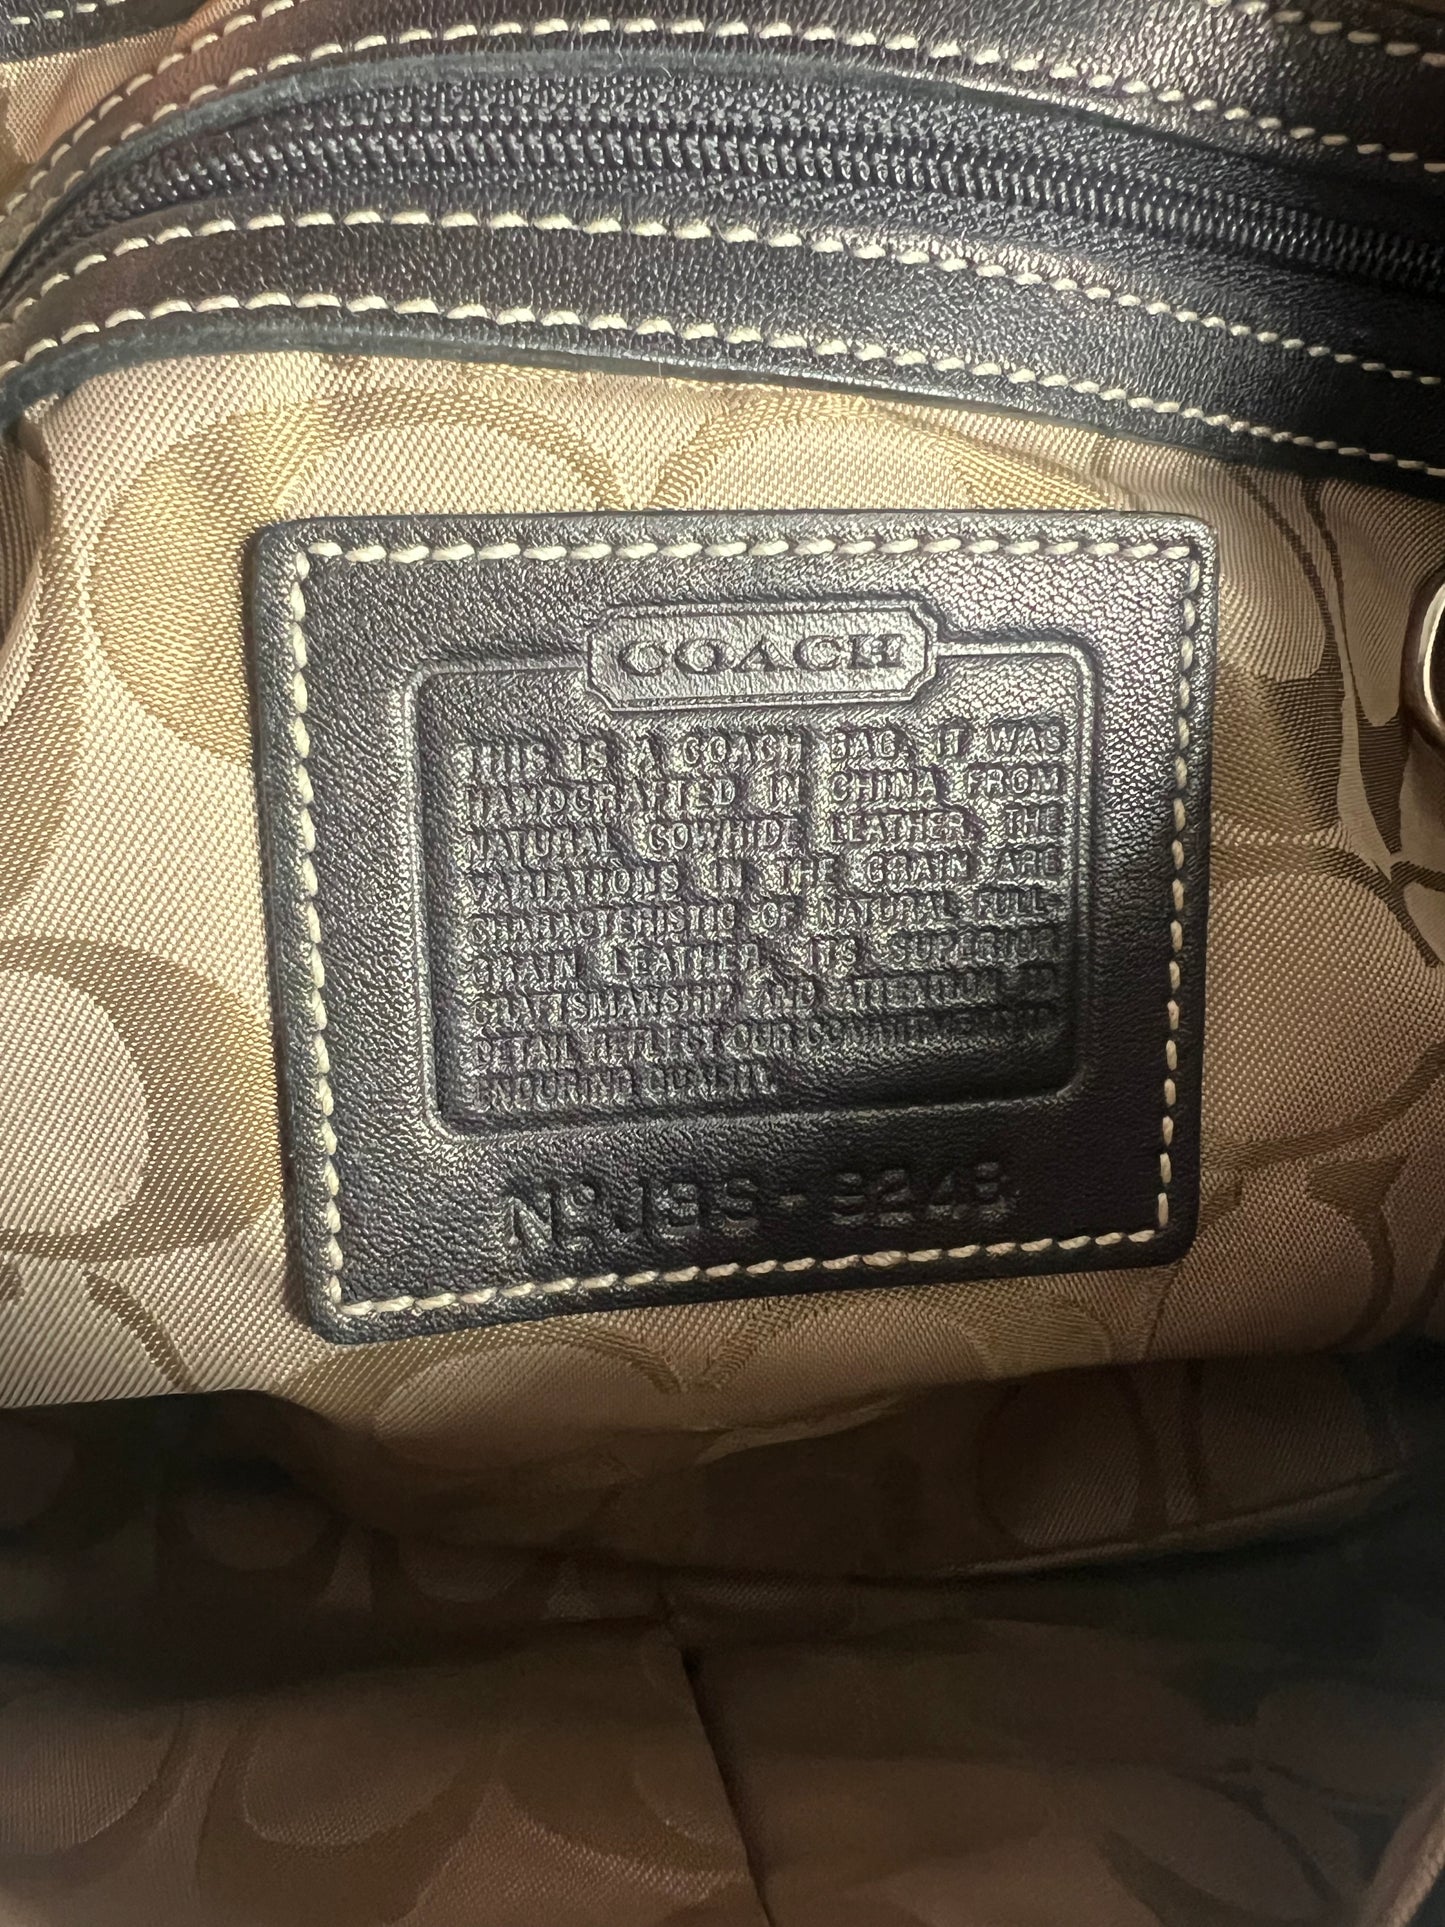 COACH
THIS IS A COACH BAG. IT WAS
HANDCRAFTED IN CHINA FROM
NATURAL COWHIDE LEATHER. THE
VARIATIONS IN THE GRAIN ARE
CHARACTERISTIC OF NATURAL FULL-
GRAIN LEATHER. ITS SUPERIOR
CRAFTSMANSHIP AND ATTENTION TO
DETAIL REFLECT OUR COMMITMENT TO
ENDURING QUALITY.
Nº